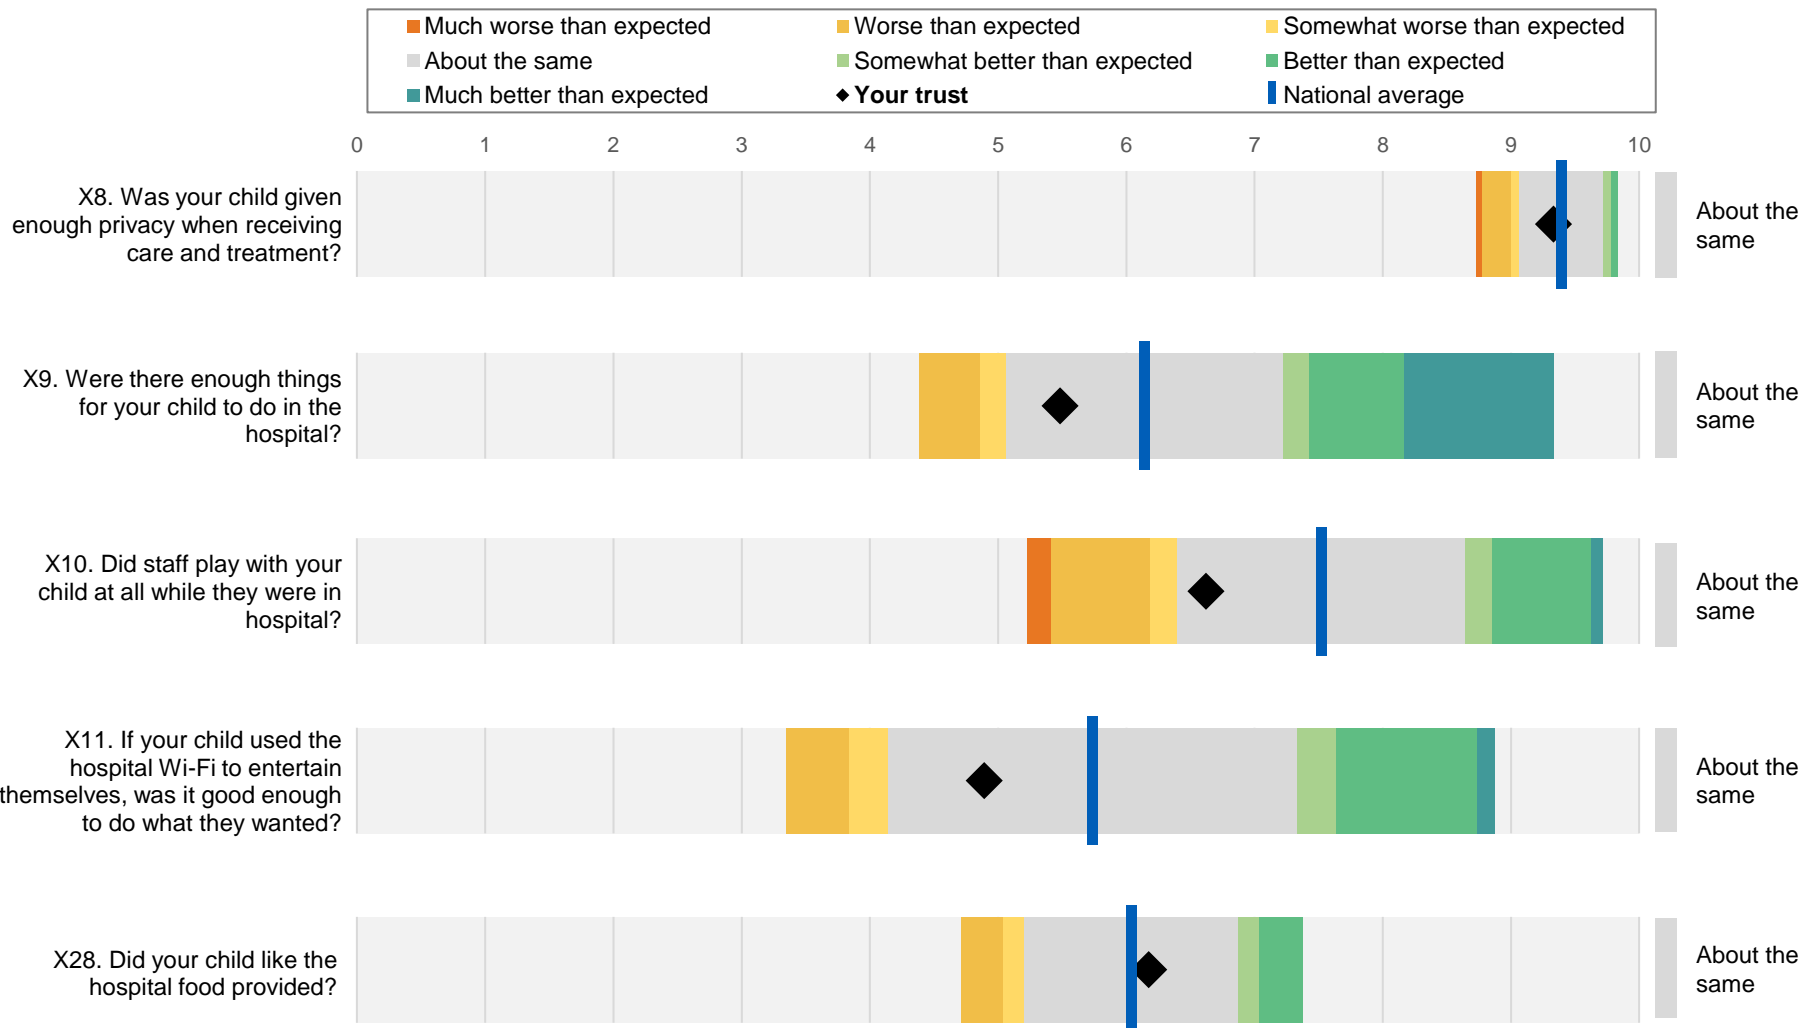 Much worse than expected
Worse than expected
Somewhat worse than expected
About the same
Somewhat better than expected
Better than expected
Much better than expected
Your trust
National average
0 1 2 3 4 5 6 7 8 9 10
X8. Was your child given
enough privacy when receiving
care and treatment?
About the
same
X9. Were there enough things
for your child to do in the
hospital?
About the
same
X10. Did staff play with your
child at all while they were in
hospital?
About the
same
X11. If your child used the
hospital Wi-Fi to entertain
themselves, was it good enough
to do what they wanted?
About the
same
X28. Did your child like the
hospital food provided?
About the
same